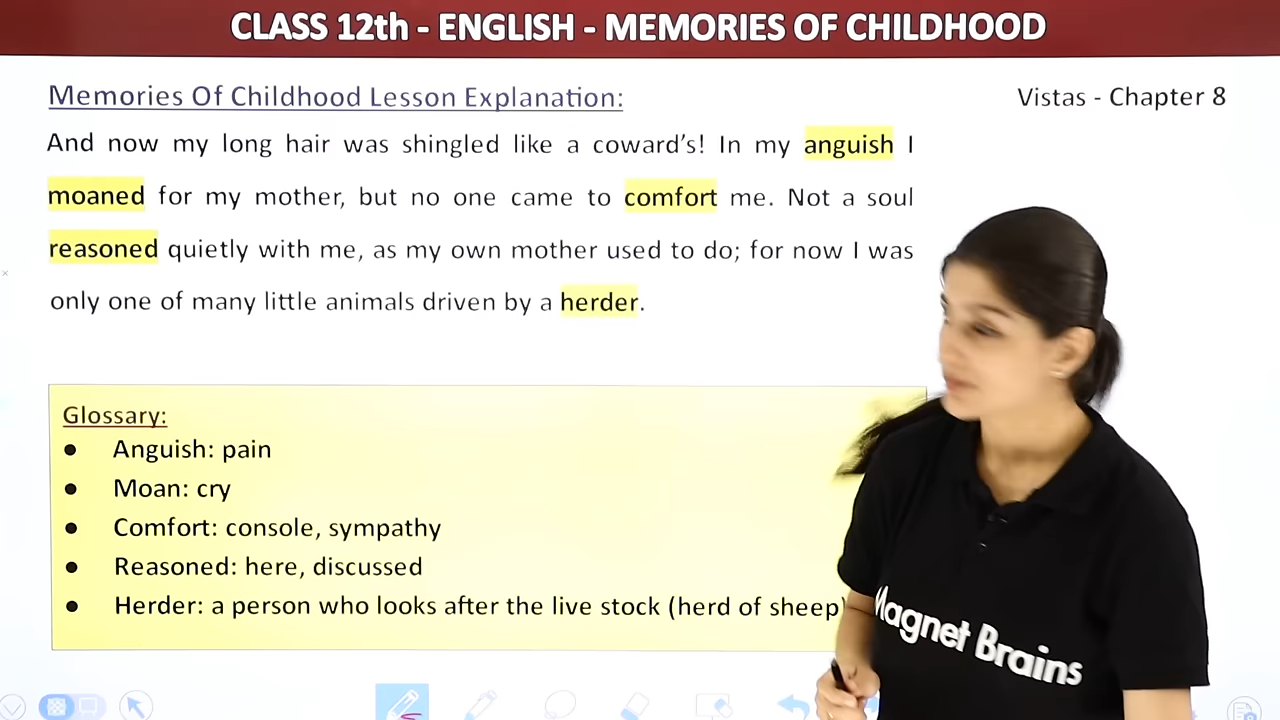 CLASS 12th - ENGLISH - MEMORIES OF CHILDHOOD
Memories Of Childhood Lesson Explanation:
Vistas - Chapter 8
And now my long hair was shingled like a coward's! In my anguish I
moaned for my mother, but no one came to comfort me. Not a soul
reasoned quietly with me, as my own mother used to do; for now I was
only one of many little animals driven by a herder.
Glossary:
● Anguish: pain
● Moan: cry
● Comfort: console, sympathy
● Reasoned: here, discussed
● Herder: a person who looks after the live stock (herd of sheep)
Magnet Brains